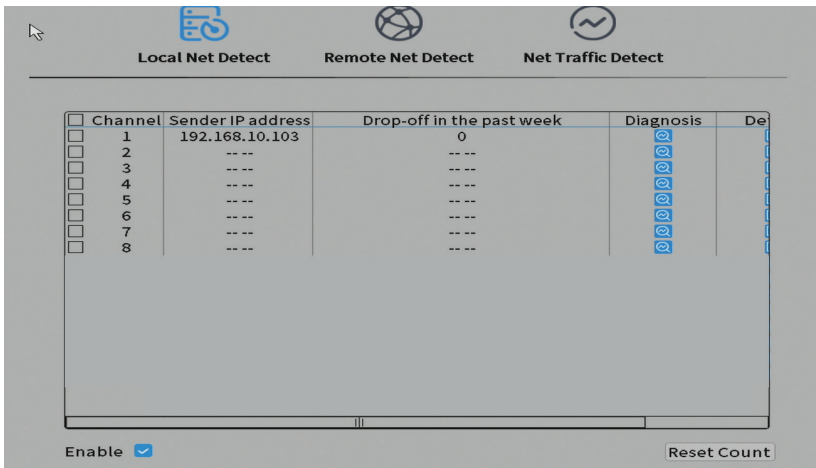 Local Net Detect Remote Net Detect Net Traffic Detect
Channel Sender IP address Drop-off in the past week Diagnosis
1 192.168.10.103 0
2 -- -- -- --
3 -- -- -- --
4 -- -- -- --
5 -- -- -- --
6 -- -- -- --
7 -- -- -- --
8 -- -- -- --
Enable Reset Count